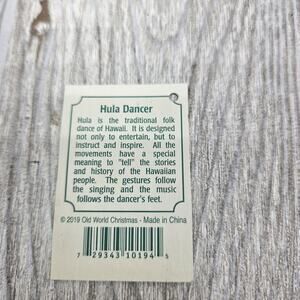 Hula Dancer
Hula is the traditional folk
dance of Hawaii. It is designed
not only to entertain, but to
instruct and inspire. All the
movements have a special
meaning to "tell" the stories
and history of the Hawaiian
people. The gestures follow
the singing and the music
follows the dancer's feet.
© 2019 Old World Christmas - Made in China
7 29343 10194 5